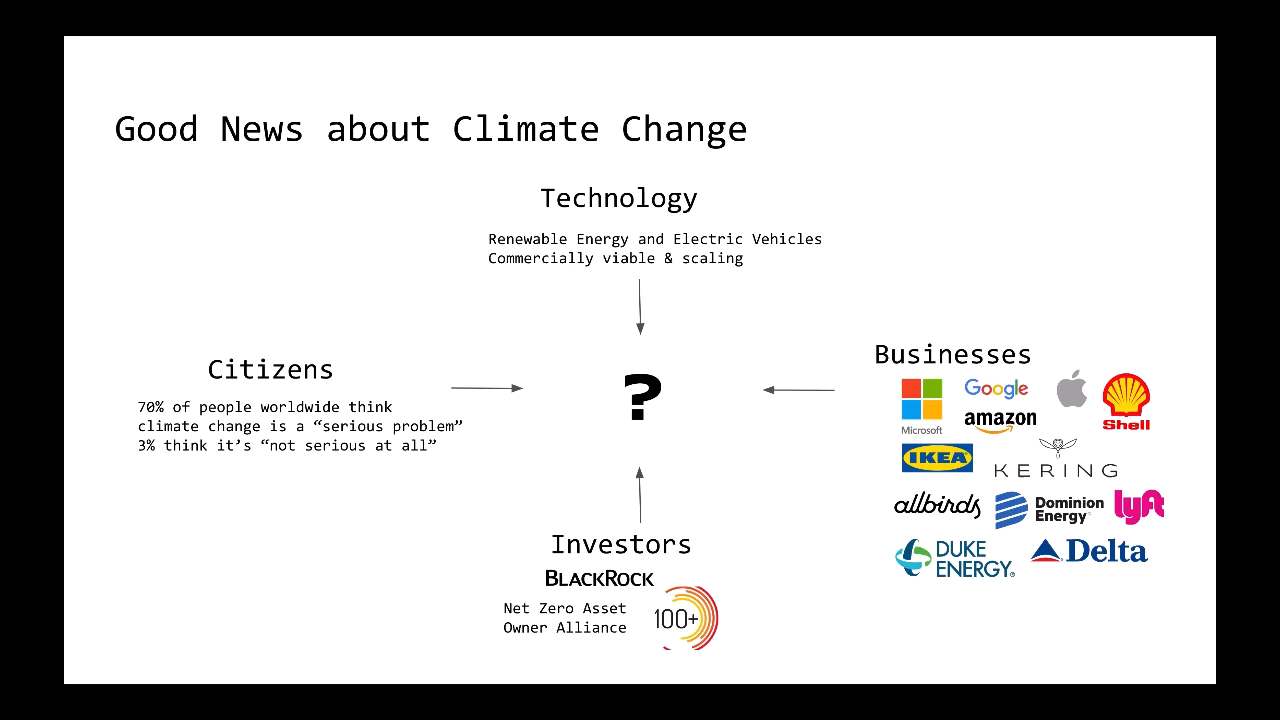 Good News about Climate Change
Technology
Renewable Energy and Electric Vehicles
Commercially viable & scaling
Citizens
70% of people worldwide think
climate change is a “serious problem”
3% think it’s “not serious at all”
?
Businesses
Microsoft
Google
amazon
Shell
IKEA
KERING
allbirds
Dominion
Energy
lyft
DUKE
ENERGY®
Delta
Investors
BLACKROCK
Net Zero Asset
Owner Alliance
100+